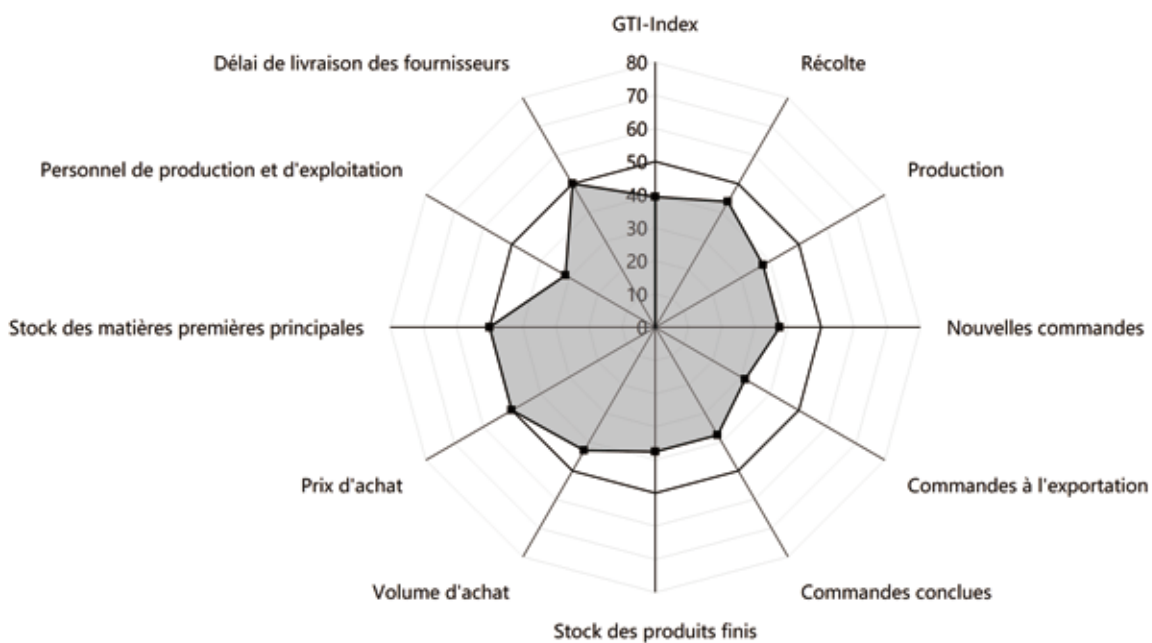 GTI-Index
Délai de livraison des fournisseurs
Récolte
80
70
60
50
40
30
20
10
0
Personnel de production et d'exploitation
Production
Stock des matières premières principales
Nouvelles commandes
Prix d'achat
Commandes à l'exportation
Volume d'achat
Commandes conclues
Stock des produits finis